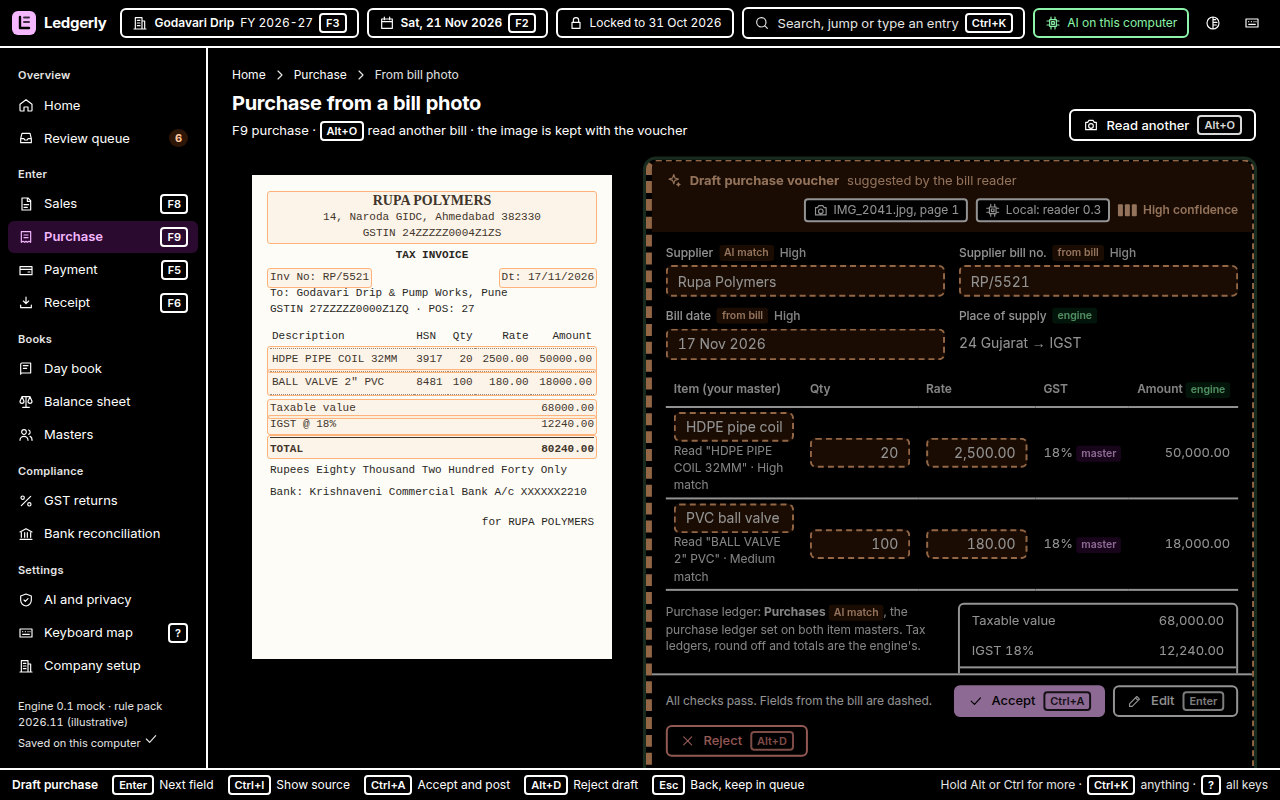 Ledgerly
Godavari Drip FY 2026-27 F3
Sat, 21 Nov 2026 F2
Locked to 31 Oct 2026
Search, jump or type an entry Ctrl+K
AI on this computer
Overview
Home
Review queue 6
Enter
Sales F8
Purchase F9
Payment F5
Receipt F6
Books
Day book
Balance sheet
Masters
Compliance
GST returns
Bank reconciliation
Settings
AI and privacy
Keyboard map ?
Company setup
Engine 0.1 mock · rule pack
2026.11 (illustrative)
Saved on this computer
Home > Purchase > From bill photo
Purchase from a bill photo
F9 purchase · Alt+O read another bill · the image is kept with the voucher
Read another Alt+O
RUPA POLYMERS
14, Naroda GIDC, Ahmedabad 382330
GSTIN 24ZZZZZ0004Z1ZS
TAX INVOICE
Inv No: RP/5521 Dt: 17/11/2026
To: Godavari Drip & Pump Works, Pune
GSTIN 27ZZZZZ0000Z1ZQ · POS: 27
Description HSN Qty Rate Amount
HDPE PIPE COIL 32MM 3917 20 2500.00 50000.00
BALL VALVE 2" PVC 8481 100 180.00 18000.00
Taxable value 68000.00
IGST @ 18% 12240.00
TOTAL 80240.00
Rupees Eighty Thousand Two Hundred Forty Only
Bank: Krishnaveni Commercial Bank A/c XXXXXX2210
for RUPA POLYMERS
Draft purchase voucher suggested by the bill reader
IMG_2041.jpg, page 1
Local: reader 0.3
High confidence
Supplier AI match High
Rupa Polymers
Supplier bill no. from bill High
RP/5521
Bill date from bill High
17 Nov 2026
Place of supply engine
24 Gujarat → IGST
Item (your master) Qty Rate GST Amount engine
HDPE pipe coil 20 2,500.00 18% master 50,000.00
Read "HDPE PIPE
COIL 32MM" · High
match
PVC ball valve 100 180.00 18% master 18,000.00
Read "BALL VALVE
2" PVC" · Medium
match
Purchase ledger: Purchases AI match, the
purchase ledger set on both item masters. Tax
ledgers, round off and totals are the engine's.
Taxable value 68,000.00
IGST 18% 12,240.00
All checks pass. Fields from the bill are dashed.
Accept Ctrl+A
Edit Enter
Reject Alt+D
Draft purchase Enter Next field Ctrl+I Show source Ctrl+A Accept and post Alt+D Reject draft Esc Back, keep in queue
Hold Alt or Ctrl for more · Ctrl+K anything · ? all keys